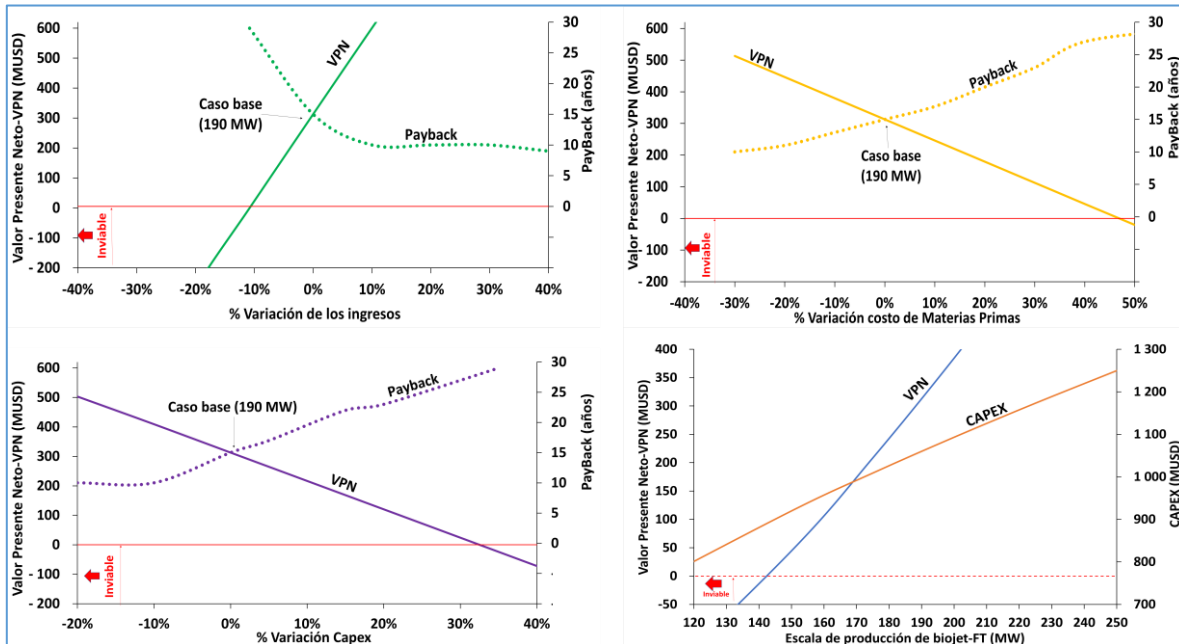 Valor Presente Neto-VPN (MUSD)
600
500
400
300
200
100
0
- 100
- 200
-40% -30% -20% -10% 0% 10% 20% 30% 40%
% Variación de los ingresos
30
25
20
15
10
5
0
PayBack (años)
VPN
Caso base
(190 MW)
Payback
Inviable
Valor Presente Neto-VPN (MUSD)
600
500
400
300
200
100
0
- 100
- 200
-40% -30% -20% -10% 0% 10% 20% 30% 40% 50%
% Variación costo de Materias Primas
30
25
20
15
10
5
0
PayBack (años)
VPN
Payback
Caso base
(190 MW)
Inviable
Valor Presente Neto-VPN (MUSD)
600
500
400
300
200
100
0
- 100
- 200
-20% -10% 0% 10% 20% 30% 40%
% Variación Capex
30
25
20
15
10
5
0
PayBack (años)
Payback
Caso base (190 MW)
VPN
Inviable
Valor Presente Neto-VPN (MUSD)
400
350
300
250
200
150
100
50
0
-50
120 130 140 150 160 170 180 190 200 210 220 230 240 250
Escala de producción de biojet-FT (MW)
1 300
1 200
1 100
1 000
900
800
700
CAPEX (MUSD)
VPN
CAPEX
Inviable